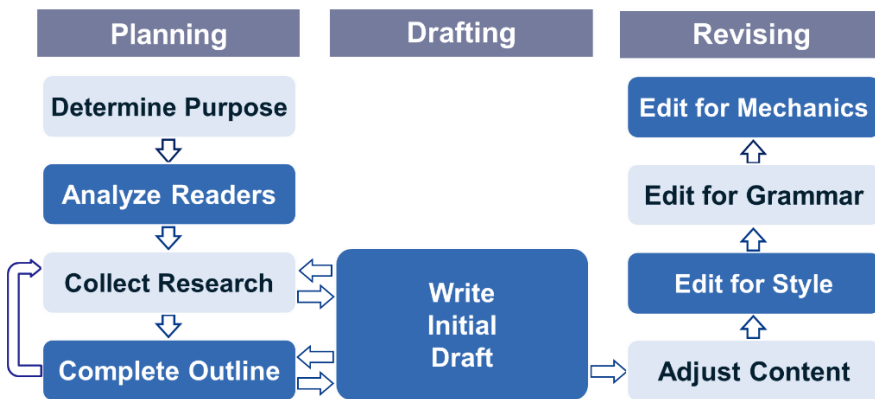 Planning
Drafting
Revising
Determine Purpose
Analyze Readers
Collect Research
Complete Outline
Write
Initial
Draft
Edit for Mechanics
Edit for Grammar
Edit for Style
Adjust Content